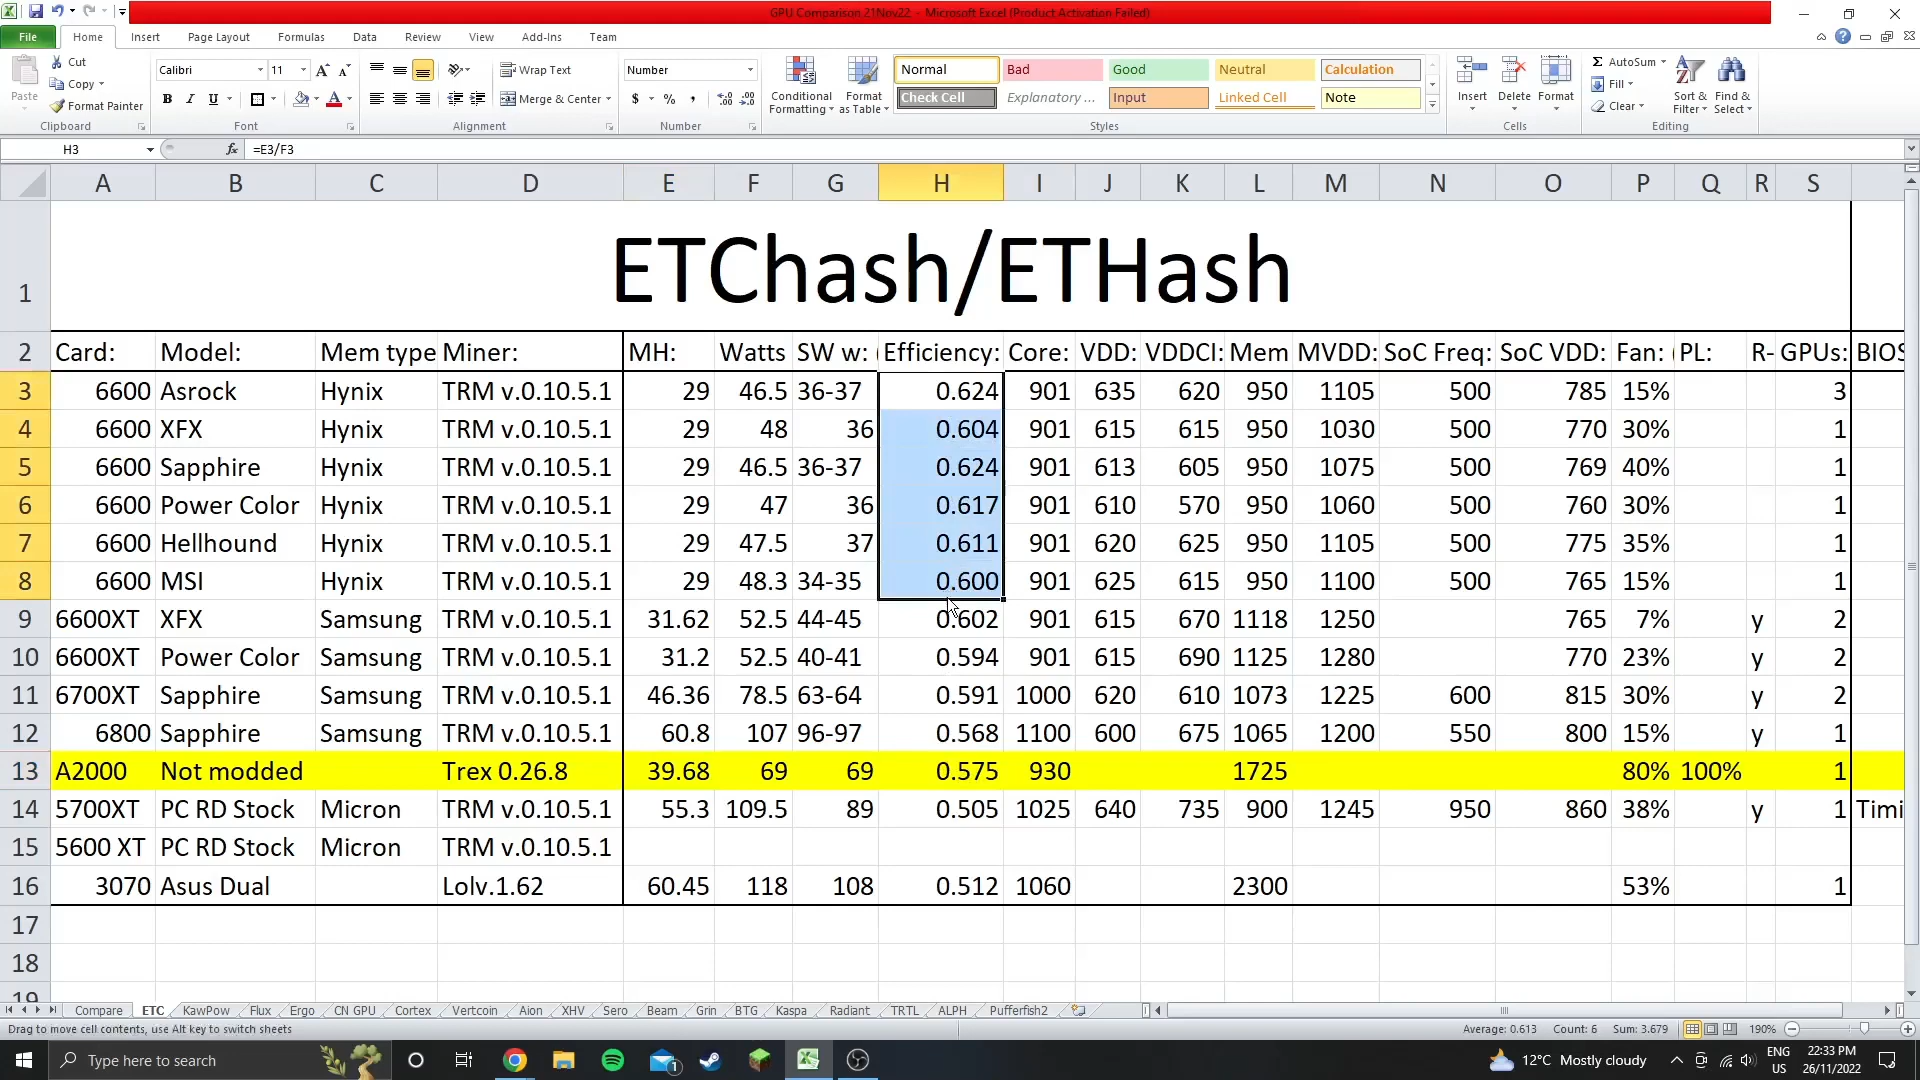 GPU Comparison 21Nov22 - Microsoft Excel (Product Activation Failed)
File Home Insert Page Layout Formulas Data Review View Add-Ins Team
Paste Cut Copy Format Painter Clipboard
Calibri 11 B I U Font
Wrap Text Merge & Center Alignment
Number $ % , Number
Conditional Formatting Format as Table
Normal Bad Good Neutral Calculation
Check Cell Explanatory ... Input Linked Cell Note
Styles
Insert Delete Format Cells
Σ AutoSum Fill Clear Sort & Filter Find & Select Editing
H3 fx =E3/F3
A B C D E F G H I J K L M N O P Q R S
1 ETChash/ETHash
2 Card: Model: Mem type Miner: MH: Watts SW w: ( Efficiency: Core: VDD: VDDCI: Mem MVDD: SoC Freq: SoC VDD: Fan: ( PL: R- GPUs: BIOS
3 6600 Asrock Hynix TRM v.0.10.5.1 29 46.5 36-37 0.624 901 635 620 950 1105 500 785 15% 3
4 6600 XFX Hynix TRM v.0.10.5.1 29 48 36 0.604 901 615 615 950 1030 500 770 30% 1
5 6600 Sapphire Hynix TRM v.0.10.5.1 29 46.5 36-37 0.624 901 613 605 950 1075 500 769 40% 1
6 6600 Power Color Hynix TRM v.0.10.5.1 29 47 36 0.617 901 610 570 950 1060 500 760 30% 1
7 6600 Hellhound Hynix TRM v.0.10.5.1 29 47.5 37 0.611 901 620 625 950 1105 500 775 35% 1
8 6600 MSI Hynix TRM v.0.10.5.1 29 48.3 34-35 0.600 901 625 615 950 1100 500 765 15% 1
9 6600XT XFX Samsung TRM v.0.10.5.1 31.62 52.5 44-45 0.602 901 615 670 1118 1250 765 7% y 2
10 6600XT Power Color Samsung TRM v.0.10.5.1 31.2 52.5 40-41 0.594 901 615 690 1125 1280 770 23% y 2
11 6700XT Sapphire Samsung TRM v.0.10.5.1 46.36 78.5 63-64 0.591 1000 620 610 1073 1225 600 815 30% y 2
12 6800 Sapphire Samsung TRM v.0.10.5.1 60.8 107 96-97 0.568 1100 600 675 1065 1200 550 800 15% y 1
13 A2000 Not modded Trex 0.26.8 39.68 69 69 0.575 930 1725 80% 100% 1
14 5700XT PC RD Stock Micron TRM v.0.10.5.1 55.3 109.5 89 0.505 1025 640 735 900 1245 950 860 38% y 1 Timi
15 5600 XT PC RD Stock Micron TRM v.0.10.5.1
16 3070 Asus Dual Lolv.1.62 60.45 118 108 0.512 1060 2300 53% 1
17
18
19
Compare ETC KawPow Flux Ergo CN GPU Cortex Vertcoin Aion XHV Sero Beam Grin BTG Kaspa Radiant TRTL ALPH Pufferfish2
Drag to move cell contents, use Alt key to switch sheets Average: 0.613 Count: 6 Sum: 3.679 190%
Type here to search 1 12°C Mostly cloudy ENG US 22:33 PM 26/11/2022